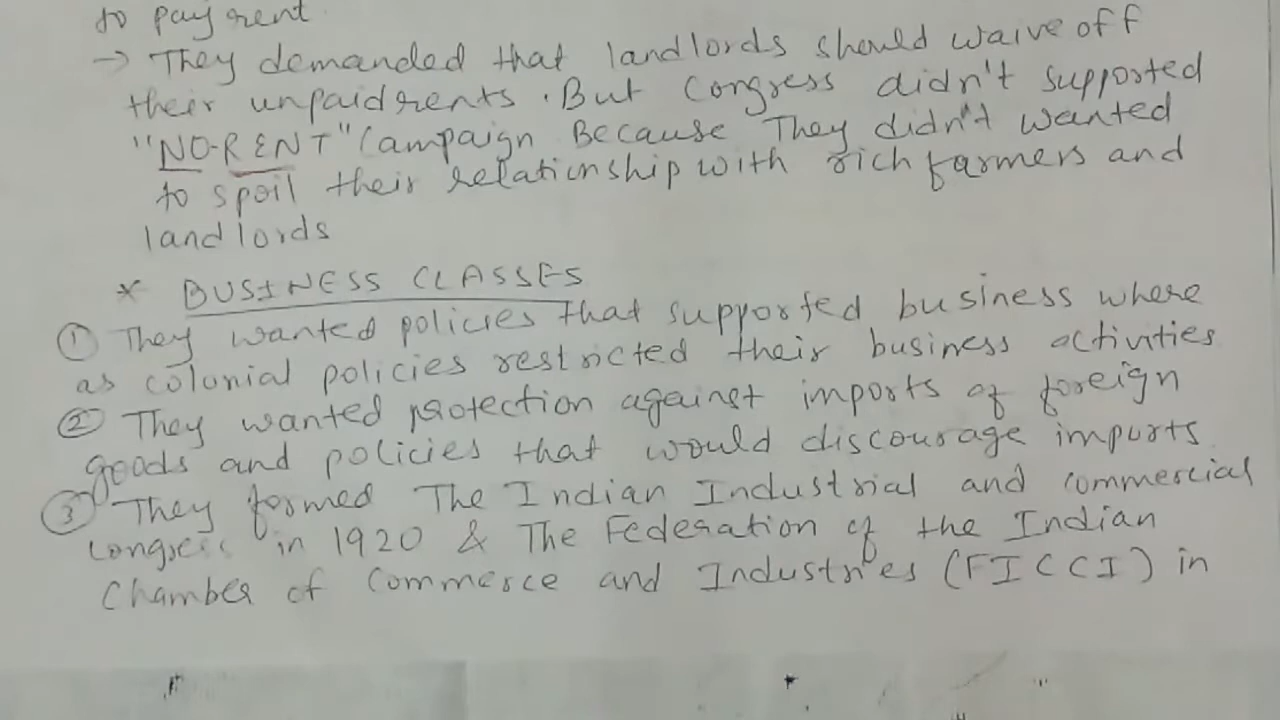 to pay rent
→ They demanded that landlords should waive off
their unpaid rents. But Congress didn't supported
"NO-RENT" Campaign Because They didn't wanted
to spoil their relationship with rich farmers and
landlords
* BUSINESS CLASSES
① They wanted policies that supported business where
as colonial policies restricted their business activities
② They wanted protection against imports of foreign
goods and policies that would discourage imports
③ They formed The Indian Industrial and commercial
Congress in 1920 & The Federation of the Indian
Chamber of Commerce and Industries (FICCI) in